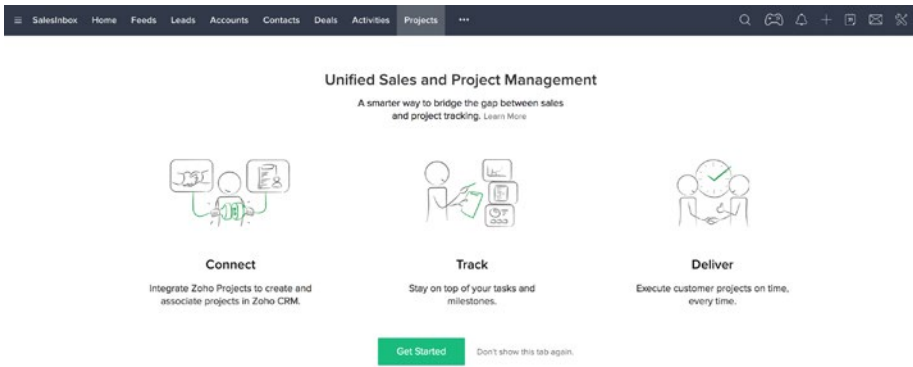 SalesInbox Home Feeds Leads Accounts Contacts Deals Activities Projects •••
Unified Sales and Project Management
A smarter way to bridge the gap between sales
and project tracking. Learn More
Connect
Integrate Zoho Projects to create and
associate projects in Zoho CRM.
Track
Stay on top of your tasks and
milestones.
Deliver
Execute customer projects on time,
every time.
Get Started Don't show this tab again.